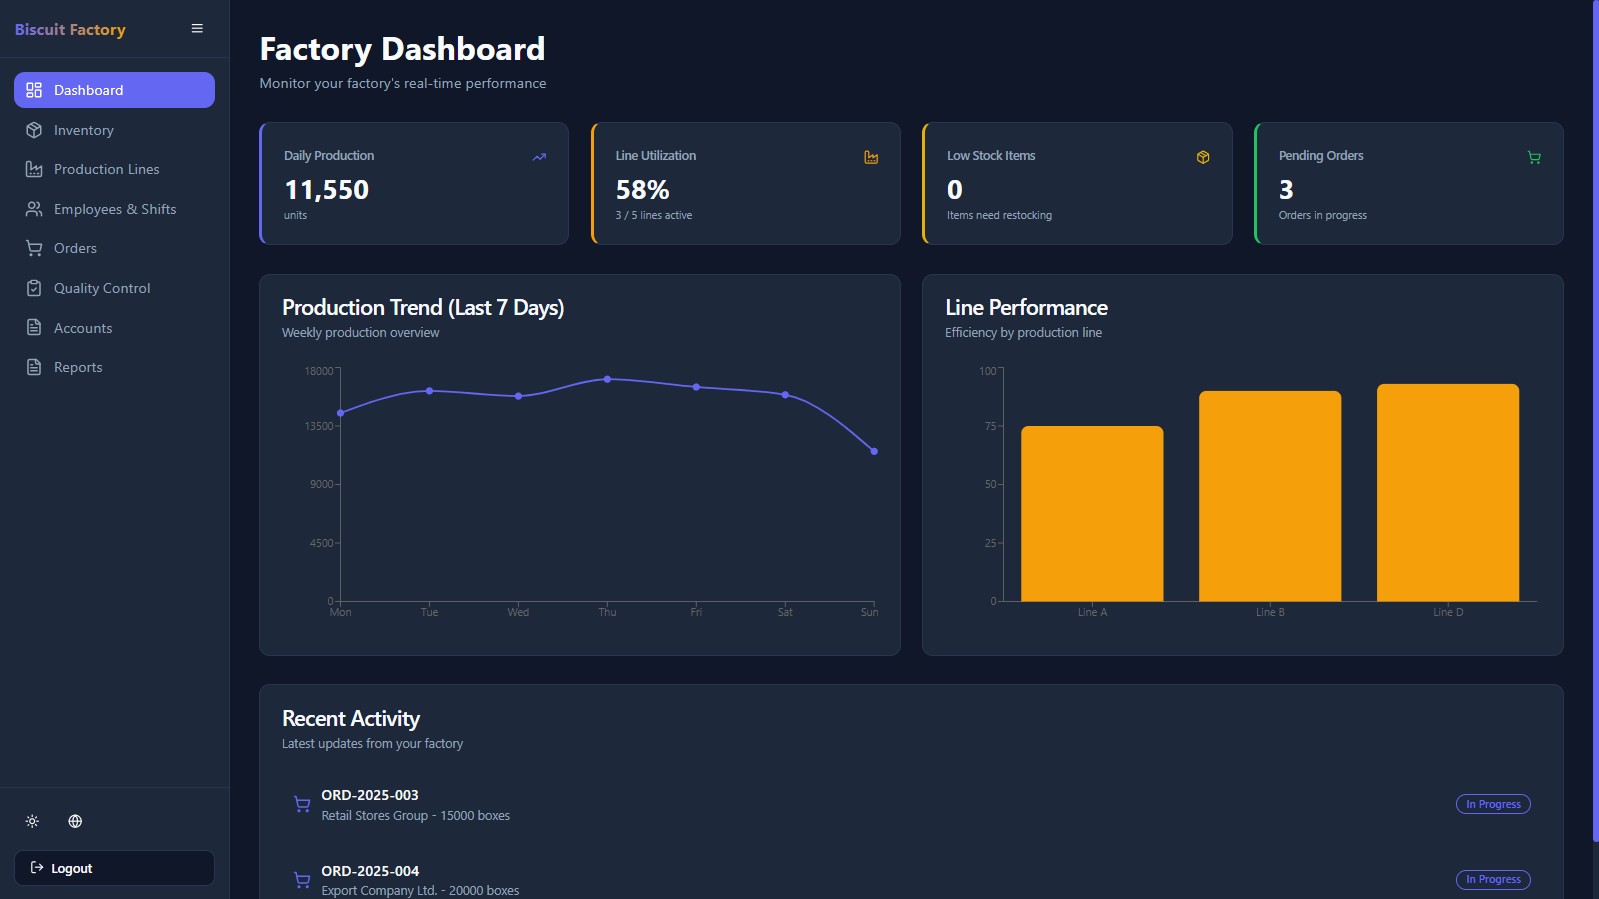 Biscuit Factory
Dashboard
Inventory
Production Lines
Employees & Shifts
Orders
Quality Control
Accounts
Reports
Logout
Factory Dashboard
Monitor your factory's real-time performance
Daily Production
11,550
units
Line Utilization
58%
3 / 5 lines active
Low Stock Items
0
Items need restocking
Pending Orders
3
Orders in progress
Production Trend (Last 7 Days)
Weekly production overview
18000
13500
9000
4500
0
Mon Tue Wed Thu Fri Sat Sun
Line Performance
Efficiency by production line
100
75
50
25
0
Line A Line B Line D
Recent Activity
Latest updates from your factory
ORD-2025-003
Retail Stores Group - 15000 boxes
In Progress
ORD-2025-004
Export Company Ltd. - 20000 boxes
In Progress